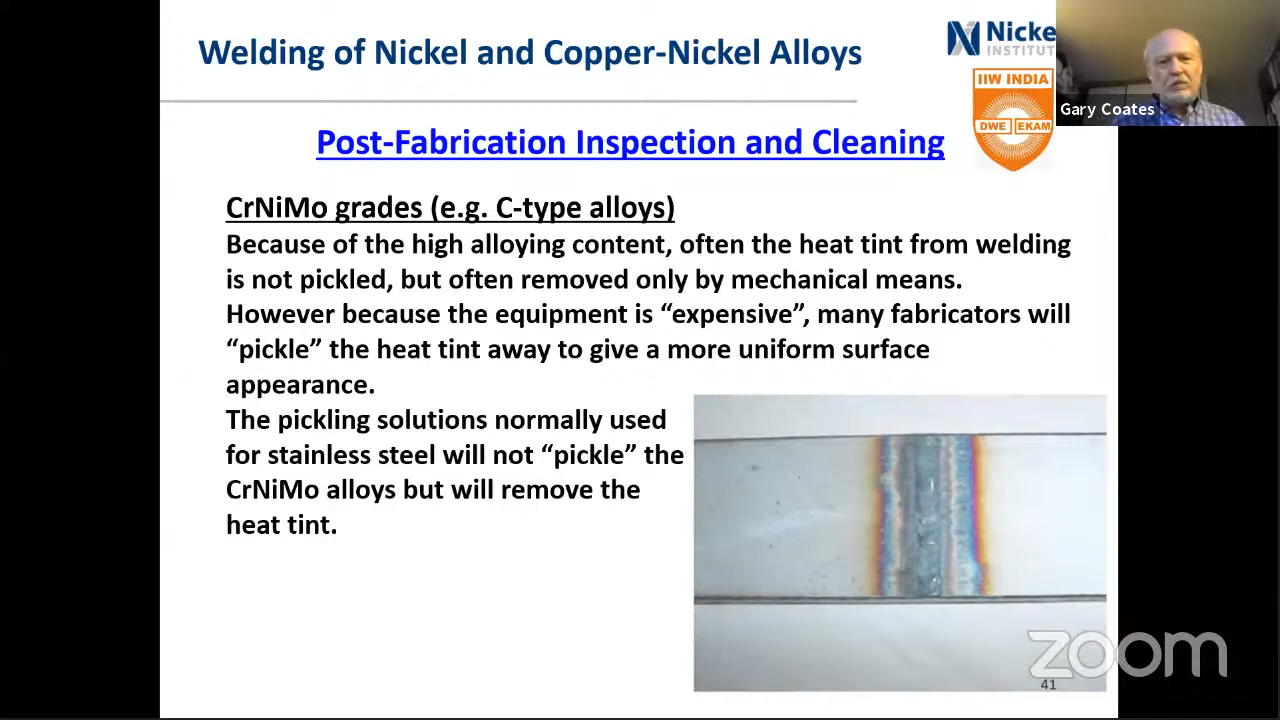 Welding of Nickel and Copper-Nickel Alloys
Nicke
INSTITUT
IIW INDIA
DWE EKAM
Gary Coates
Post-Fabrication Inspection and Cleaning
CrNiMo grades (e.g. C-type alloys)
Because of the high alloying content, often the heat tint from welding
is not pickled, but often removed only by mechanical means.
However because the equipment is “expensive”, many fabricators will
“pickle” the heat tint away to give a more uniform surface
appearance.
The pickling solutions normally used
for stainless steel will not “pickle” the
CrNiMo alloys but will remove the
heat tint.
zoom
41